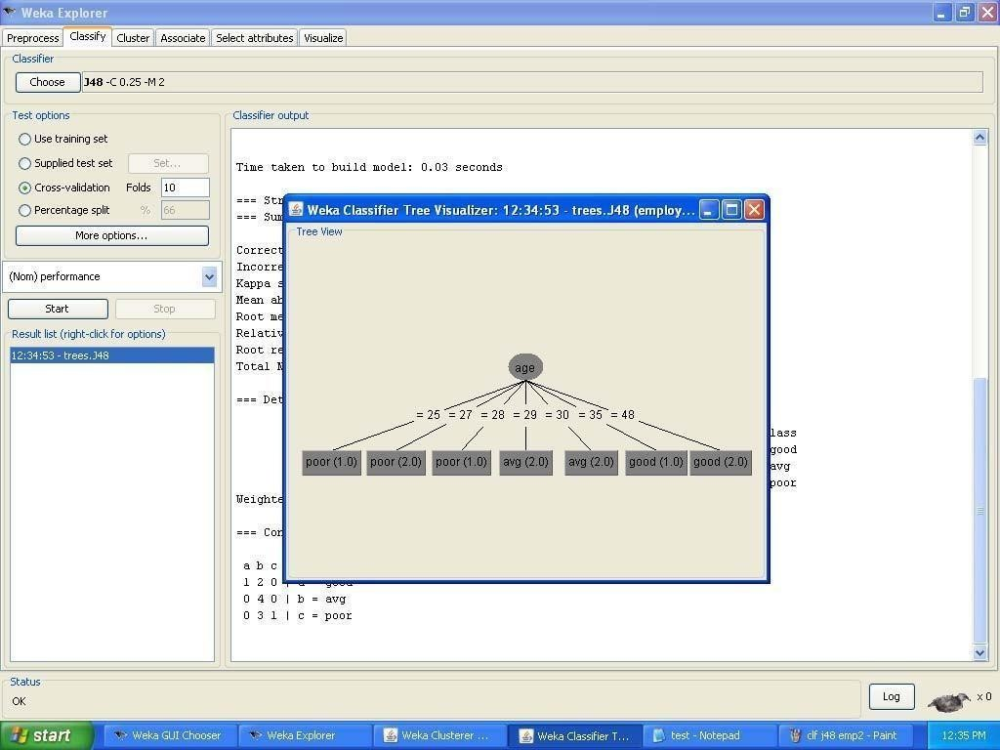 Weka Explorer
Preprocess Classify Cluster Associate Select attributes Visualize
Classifier
Choose J48 -C 0.25 -M 2
Test options
Use training set
Supplied test set Set...
Cross-validation Folds 10
Percentage split % 66
More options...
(Nom) performance
Start Stop
Result list (right-click for options)
12:34:53 - trees.J48
Classifier output
Time taken to build model: 0.03 seconds
=== Str
=== Sum
Correct
Incorre
Kappa s
Mean ab
Root me
Relativ
Root re
Total N
=== Det
lass
good
avg
poor
Weighte
=== Con
a b c
1 2 0 | a = good
0 4 0 | b = avg
0 3 1 | c = poor
Weka Classifier Tree Visualizer: 12:34:53 - trees.J48 (employ...
Tree View
age
= 25 = 27 = 28 = 29 = 30 = 35 = 48
poor (1.0) poor (2.0) poor (1.0) avg (2.0) avg (2.0) good (1.0) good (2.0)
Status
OK
Log x 0
start Weka GUI Chooser Weka Explorer Weka Clusterer ... Weka Classifier T... test - Notepad clf j48 emp2 - Paint 12:35 PM